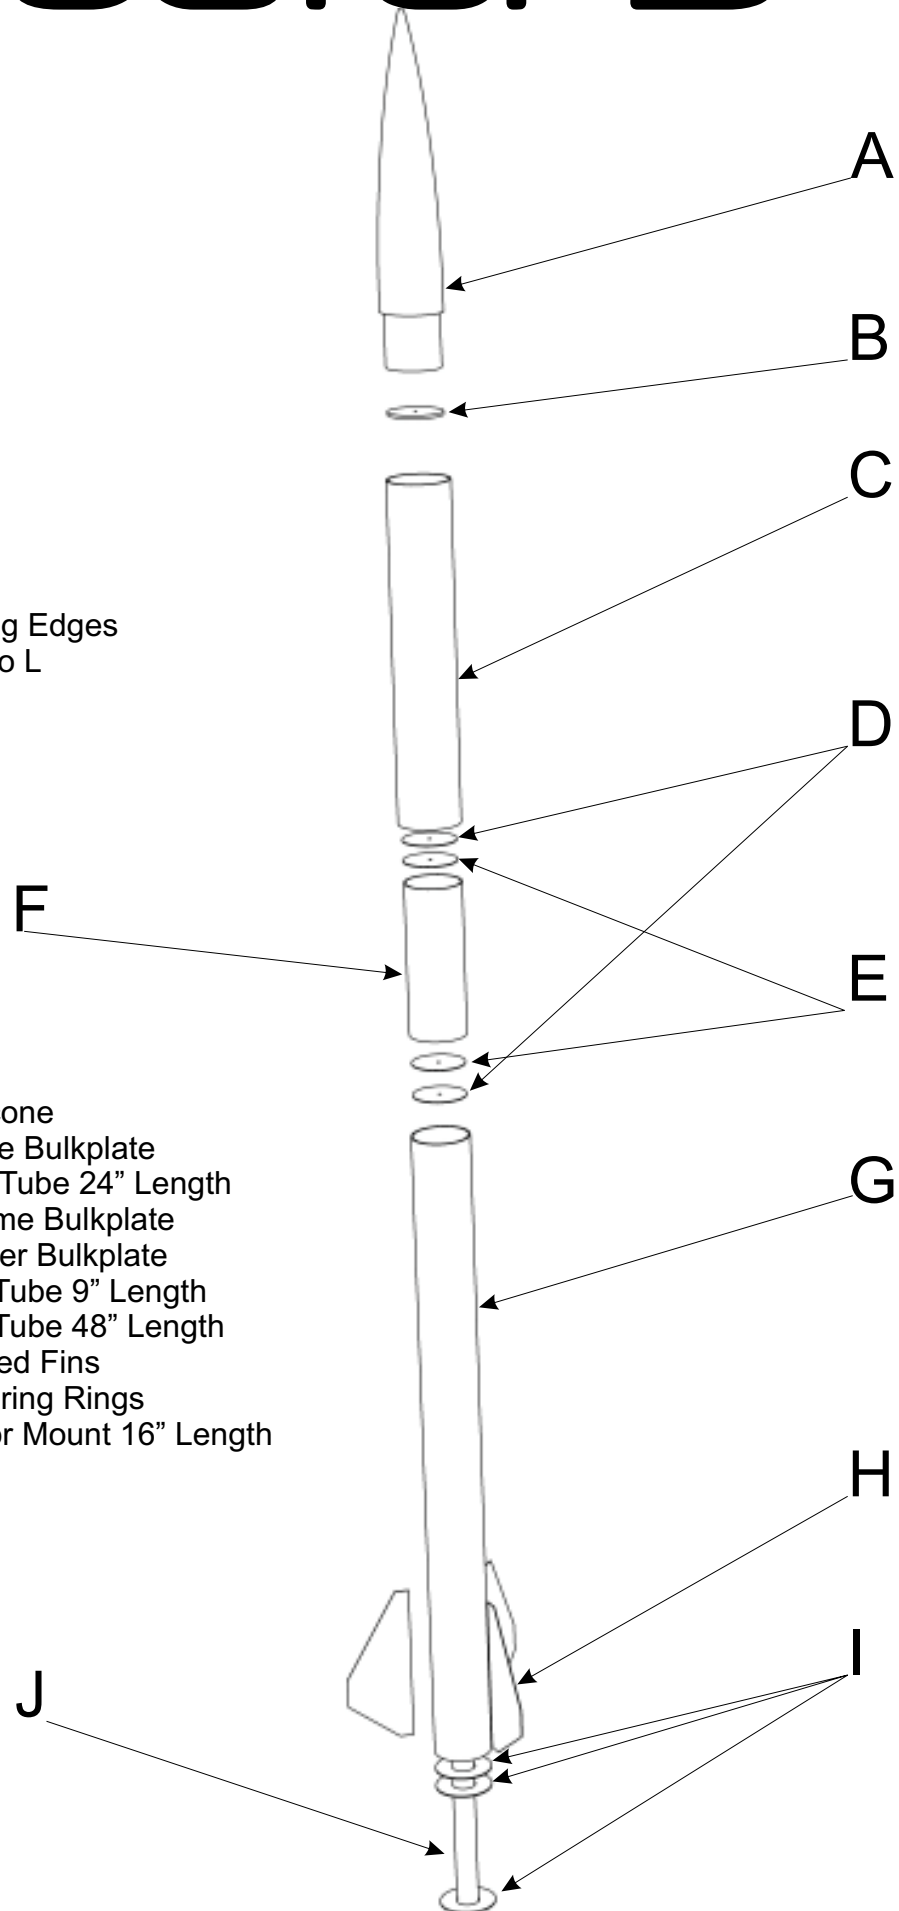 A
B
C
g Edges
o L
D
F
E
one
e Bulkplate
Tube 24” Length
me Bulkplate
er Bulkplate
Tube 9” Length
Tube 48” Length
ed Fins
ring Rings
r Mount 16” Length
G
H
I
J